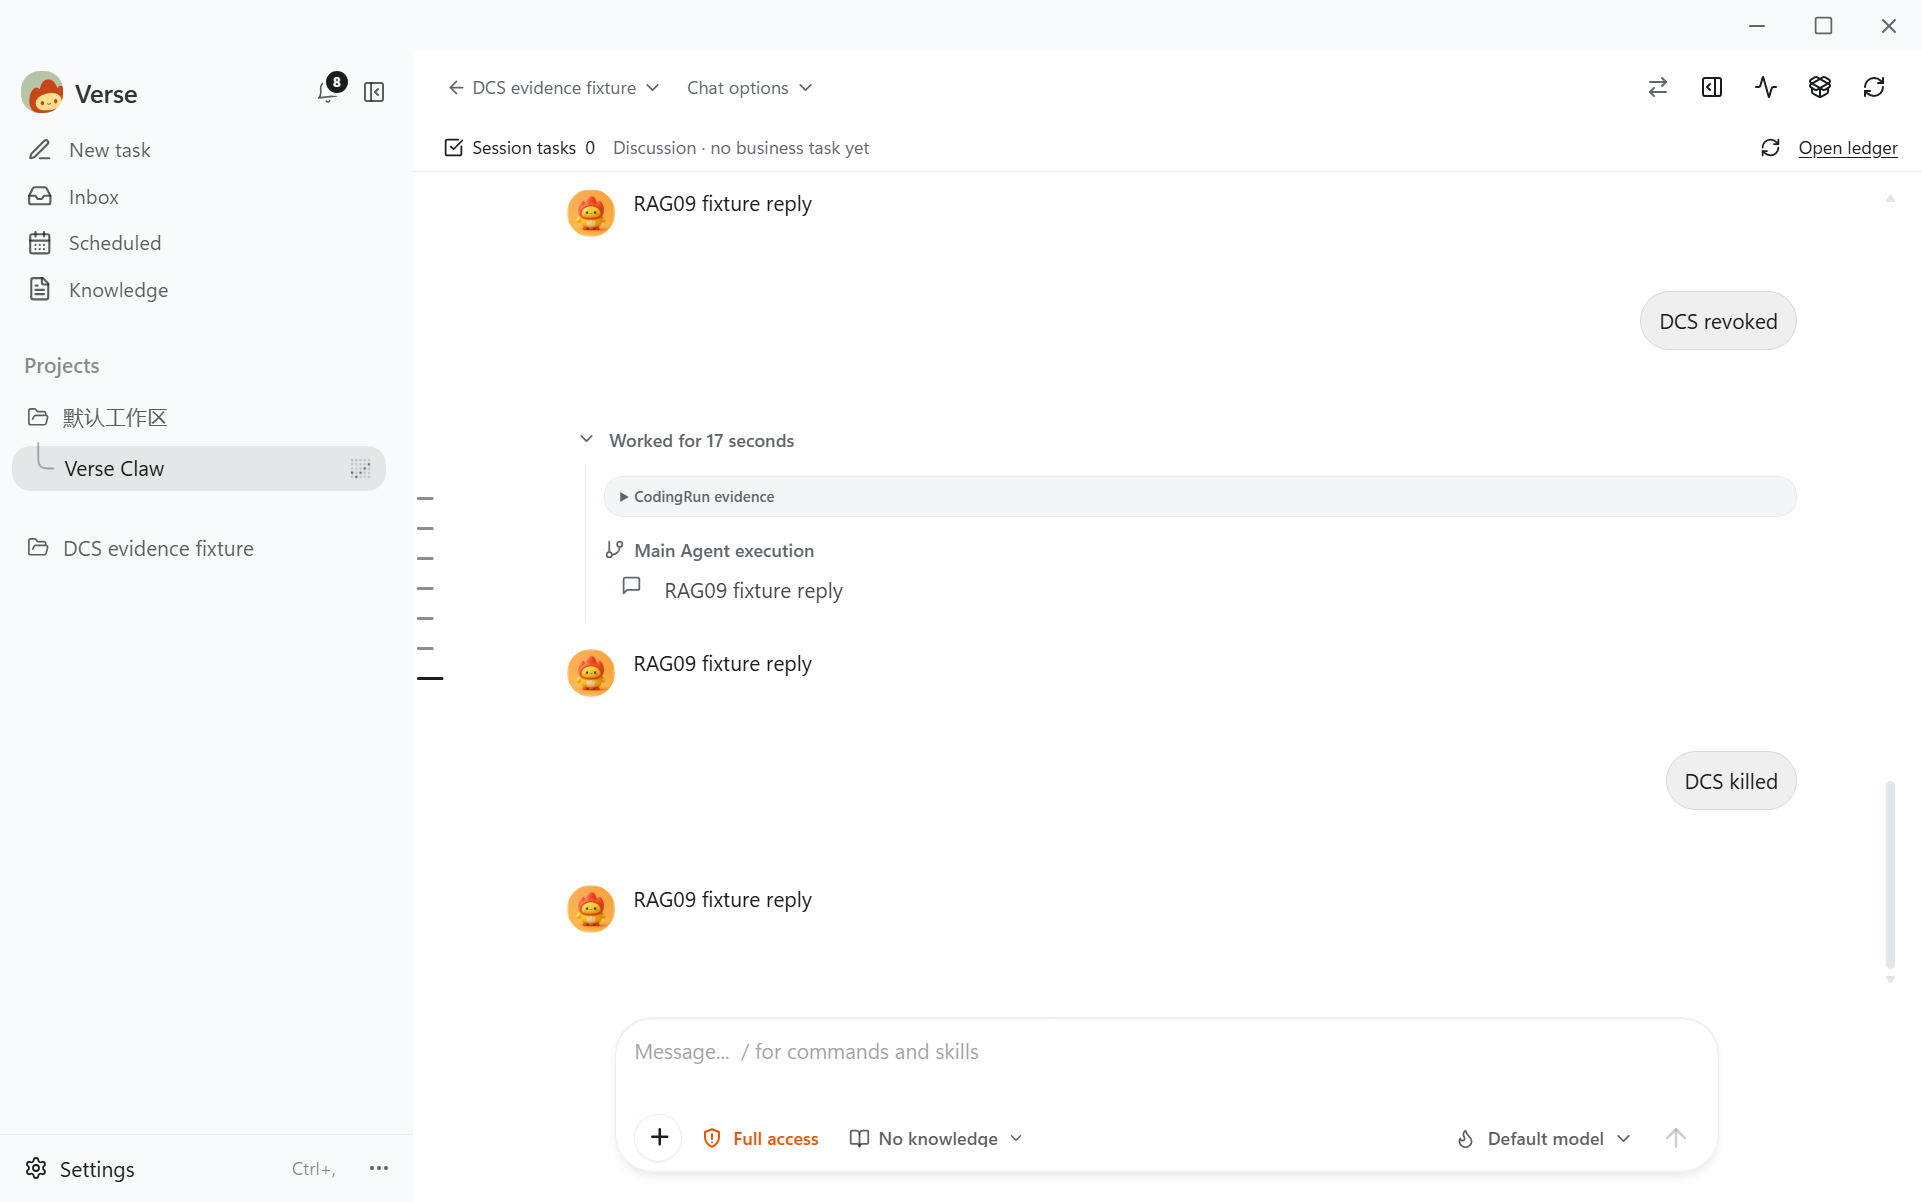 Verse
8
New task
Inbox
Scheduled
Knowledge
Projects
默认工作区
Verse Claw
DCS evidence fixture
Settings
Ctrl+,
DCS evidence fixture
Chat options
Session tasks 0 Discussion · no business task yet
Open ledger
RAG09 fixture reply
DCS revoked
Worked for 17 seconds
CodingRun evidence
Main Agent execution
RAG09 fixture reply
RAG09 fixture reply
DCS killed
RAG09 fixture reply
Message... / for commands and skills
Full access
No knowledge
Default model